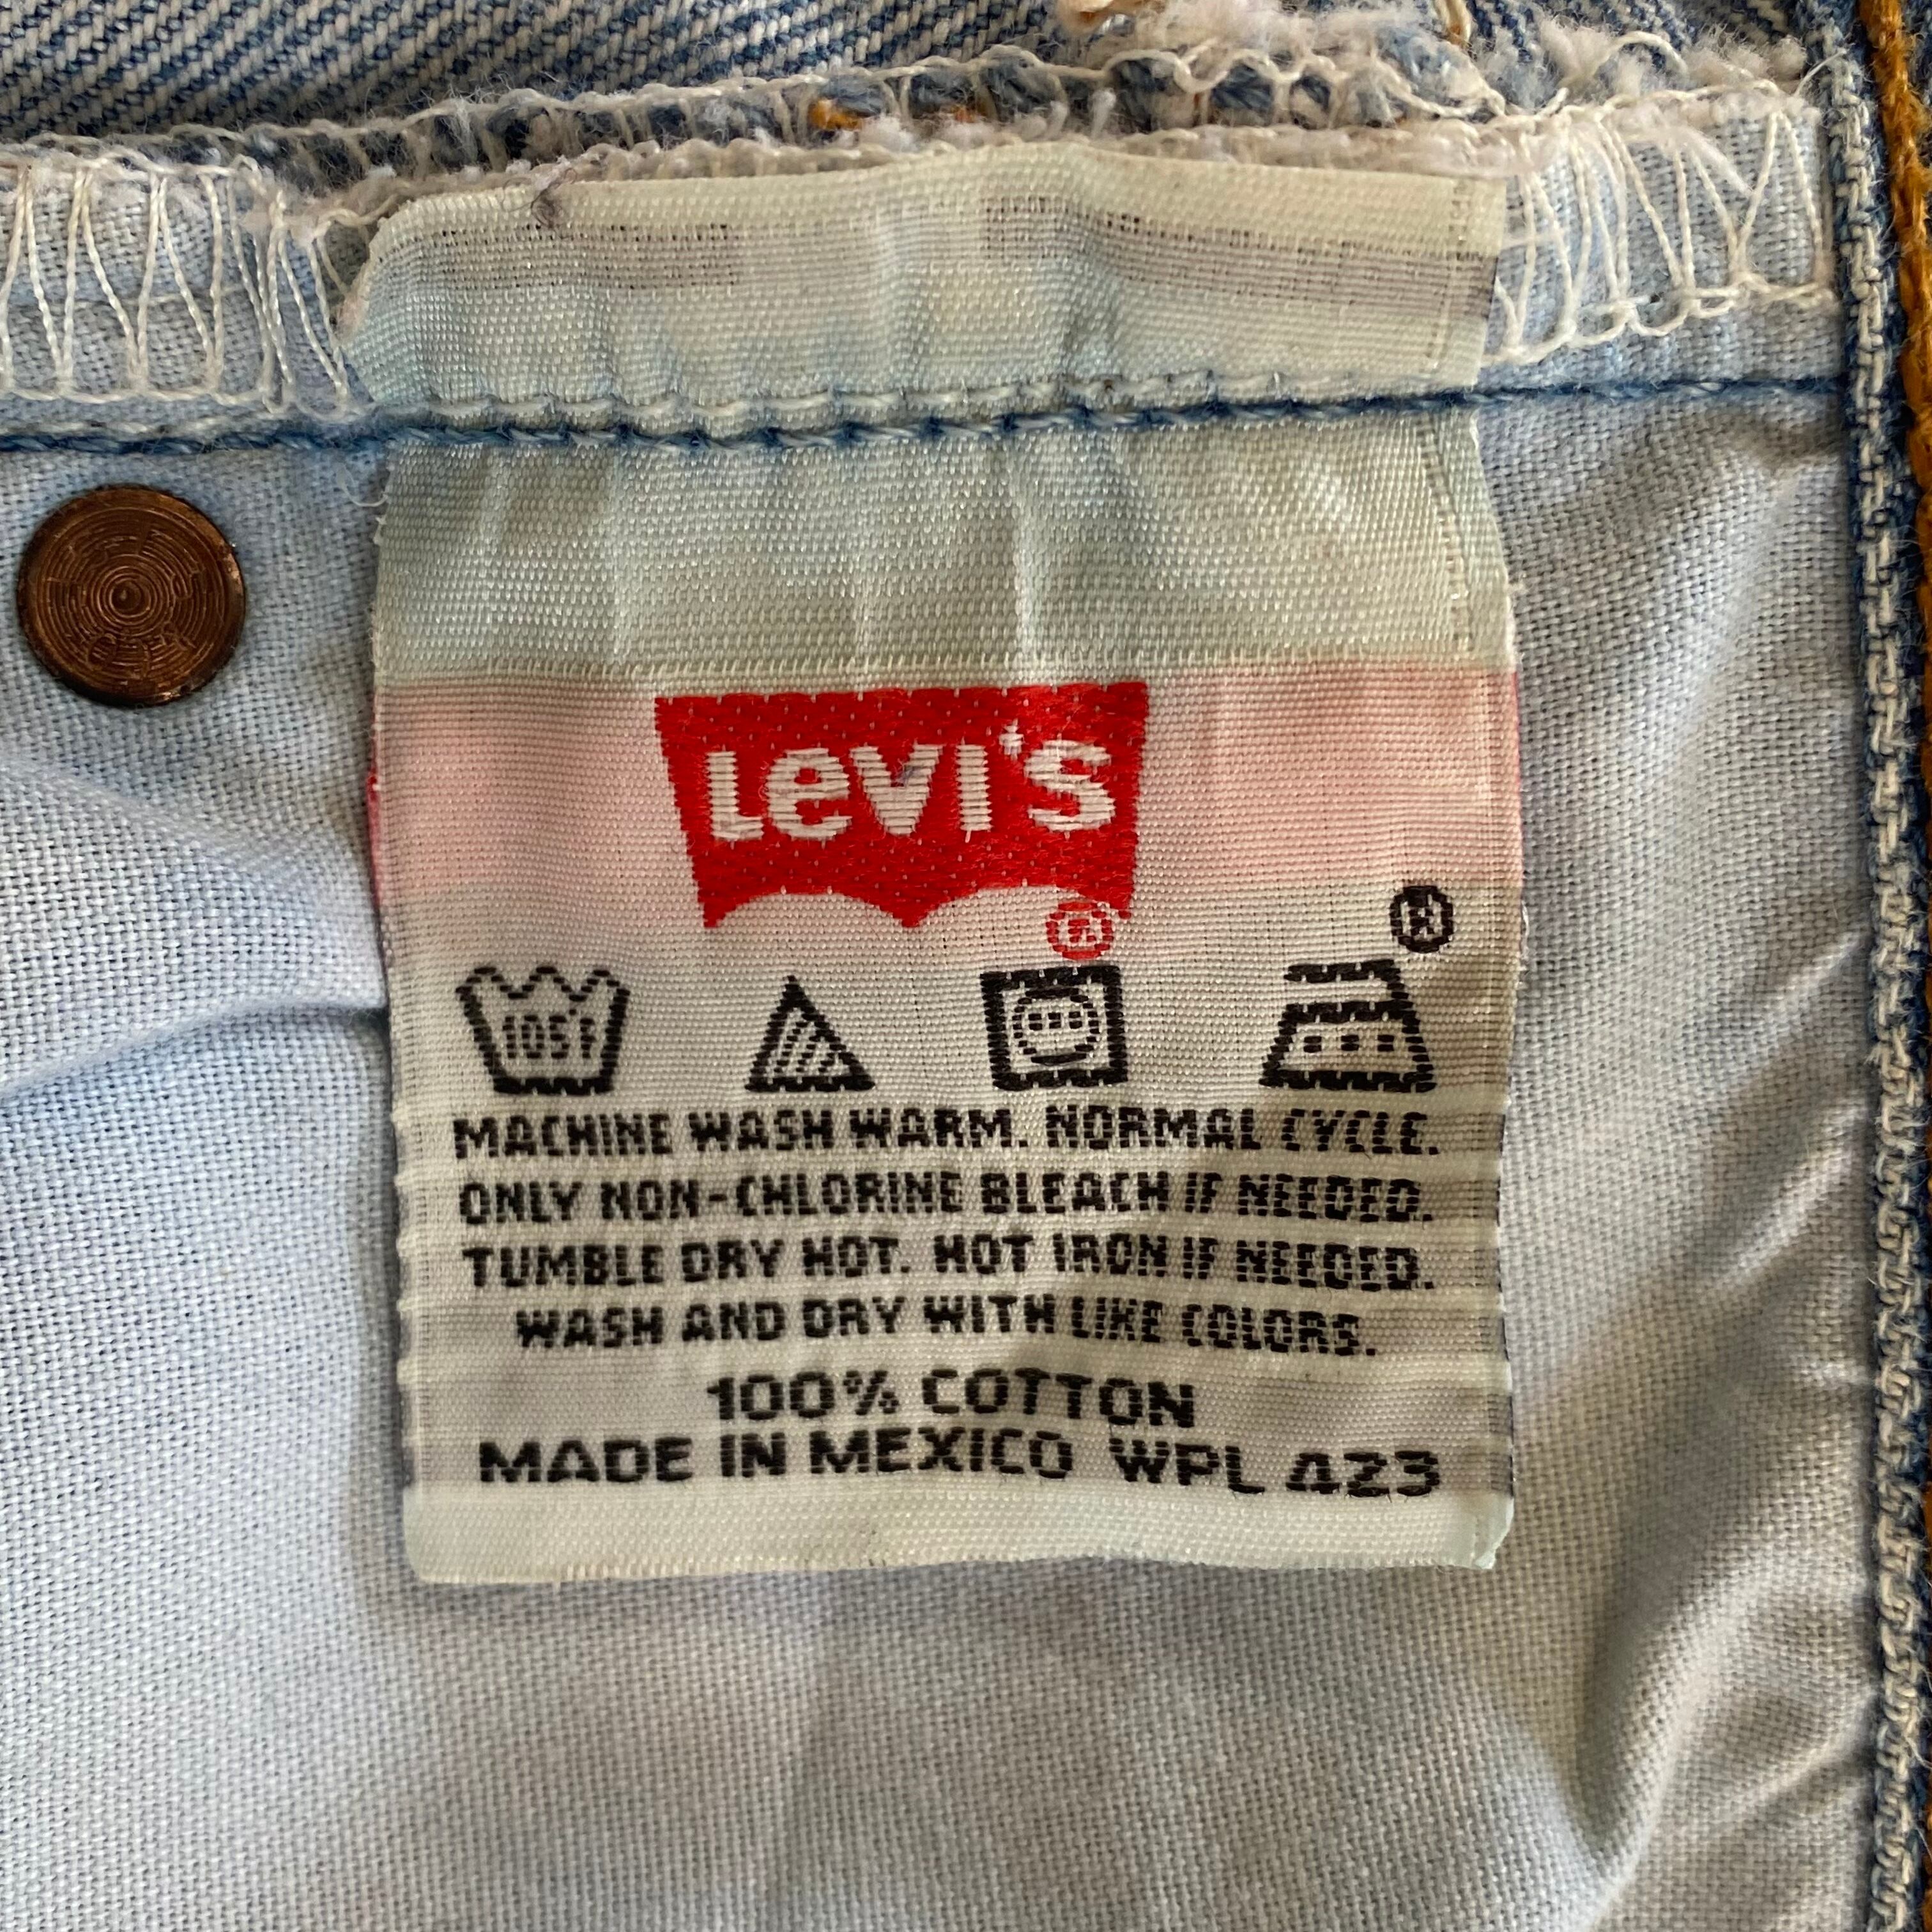 Levi's
®
®
105°F
MACHINE WASH WARM. NORMAL CYCLE.
ONLY NON-CHLORINE BLEACH IF NEEDED.
TUMBLE DRY HOT. HOT IRON IF NEEDED.
WASH AND DRY WITH LIKE COLORS.
100% COTTON
MADE IN MEXICO WPL 423